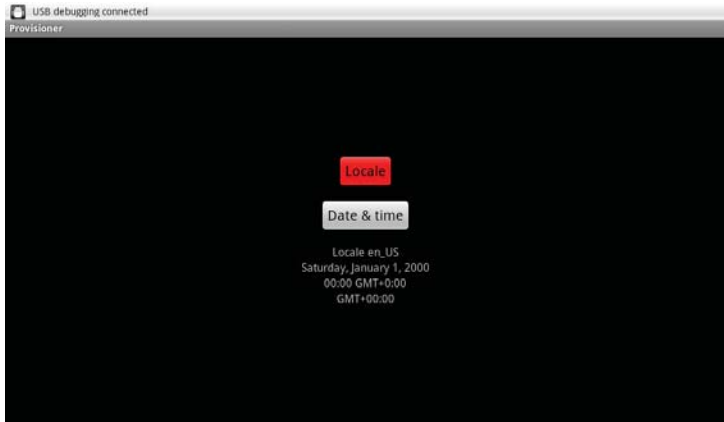 USB debugging connected
Provisioner
Locale
Date & time
Locale en_US
Saturday, January 1, 2000
00:00 GMT+0:00
GMT+00:00